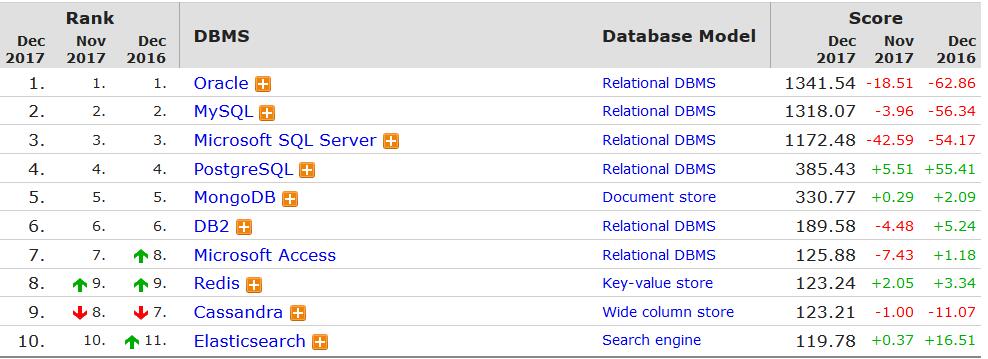 Rank DBMS Database Model Score
Dec 2017 Nov 2017 Dec 2016 Dec 2017 Nov 2017 Dec 2016
1. 1. 1. Oracle Relational DBMS 1341.54 -18.51 -62.86
2. 2. 2. MySQL Relational DBMS 1318.07 -3.96 -56.34
3. 3. 3. Microsoft SQL Server Relational DBMS 1172.48 -42.59 -54.17
4. 4. 4. PostgreSQL Relational DBMS 385.43 +5.51 +55.41
5. 5. 5. MongoDB Document store 330.77 +0.29 +2.09
6. 6. 6. DB2 Relational DBMS 189.58 -4.48 +5.24
7. 7. 8. Microsoft Access Relational DBMS 125.88 -7.43 +1.18
8. 9. 9. Redis Key-value store 123.24 +2.05 +3.34
9. 8. 7. Cassandra Wide column store 123.21 -1.00 -11.07
10. 10. 11. Elasticsearch Search engine 119.78 +0.37 +16.51